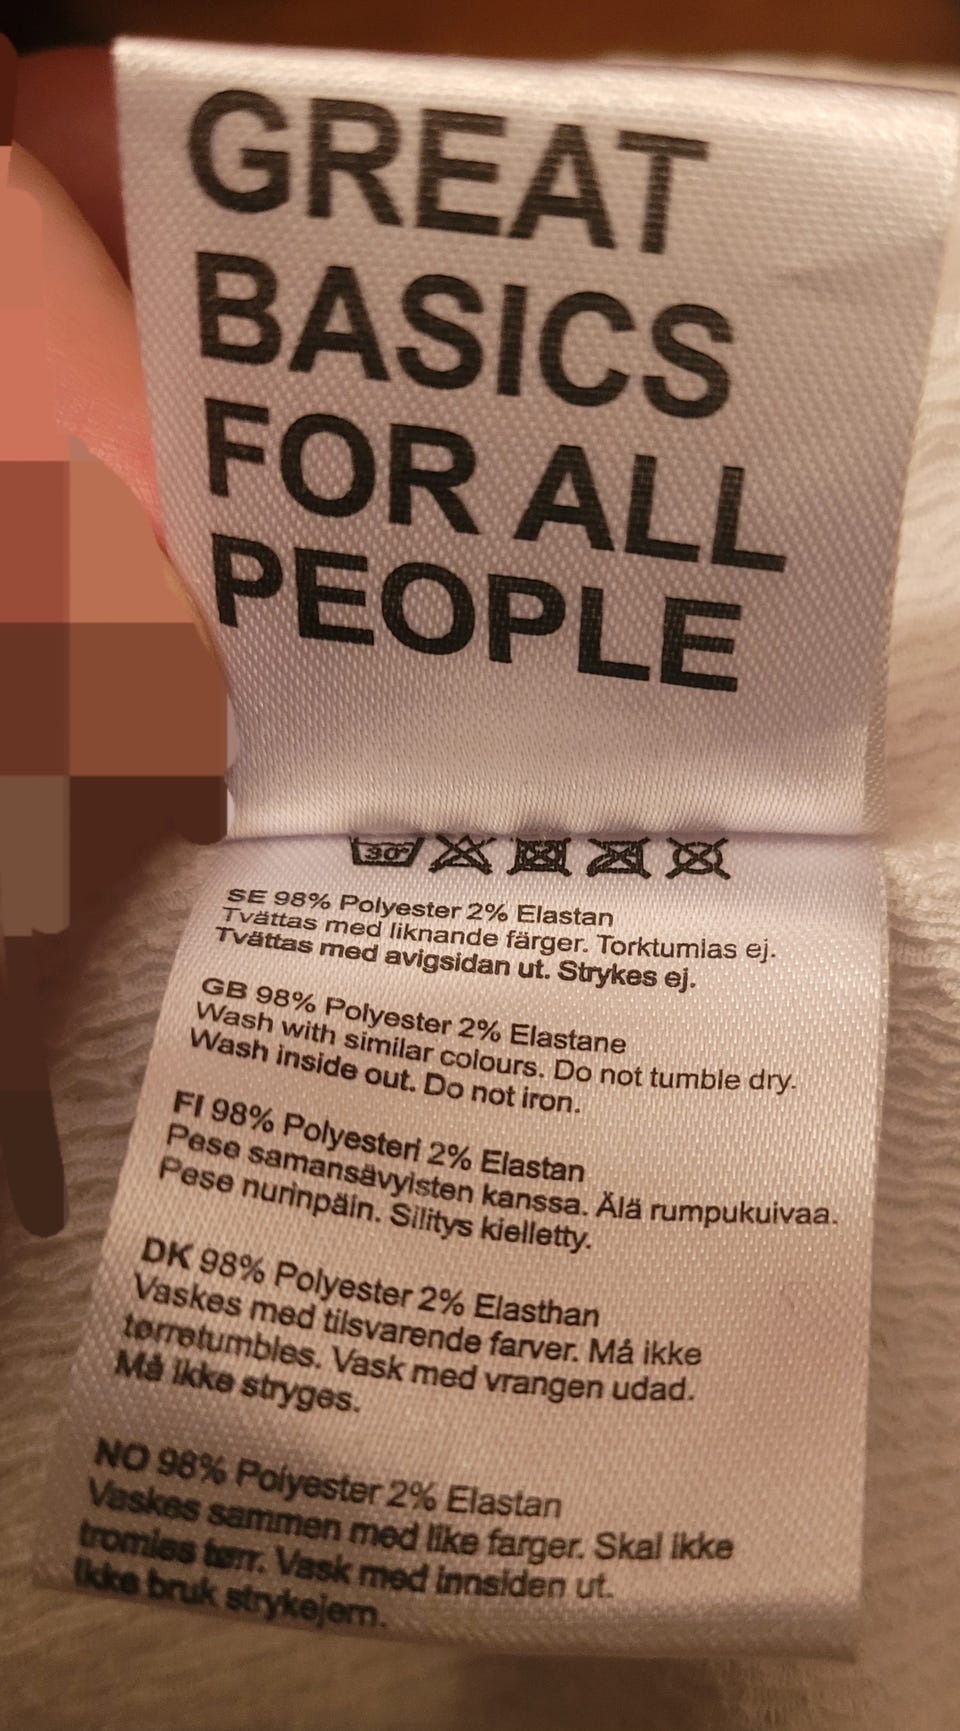 GREAT
BASICS
FOR ALL
PEOPLE
30°
SE 98% Polyester 2% Elastan
Tvättas med liknande färger. Torktumlas ej.
Tvättas med avigsidan ut. Strykes ej.
GB 98% Polyester 2% Elastane
Wash with similar colours. Do not tumble dry.
Wash inside out. Do not iron.
FI 98% Polyesteri 2% Elastan
Pese samansävyisten kanssa. Älä rumpukuivaa.
Pese nurinpäin. Silitys kielletty.
DK 98% Polyester 2% Elasthan
Vaskes med tilsvarende farver. Må ikke
tørretumbles. Vask med vrangen udad.
Må ikke stryges.
NO 98% Polyester 2% Elastan
Vaskes sammen med like farger. Skal ikke
tromles tørr. Vask med innsiden ut.
Ikke bruk strykejern.